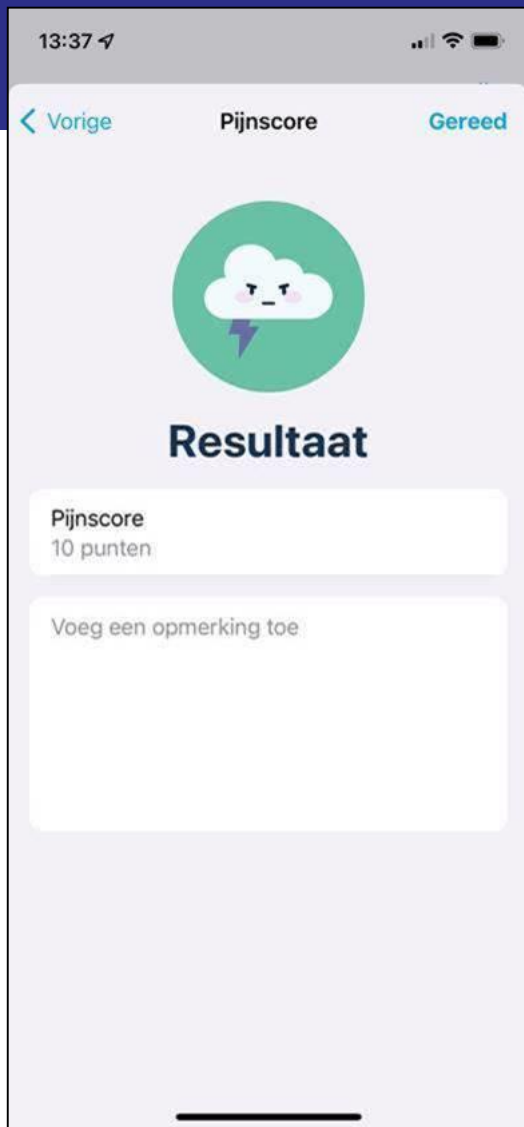 13:37
Vorige Pijnscore Gereed
Resultaat
Pijnscore
10 punten
Voeg een opmerking toe